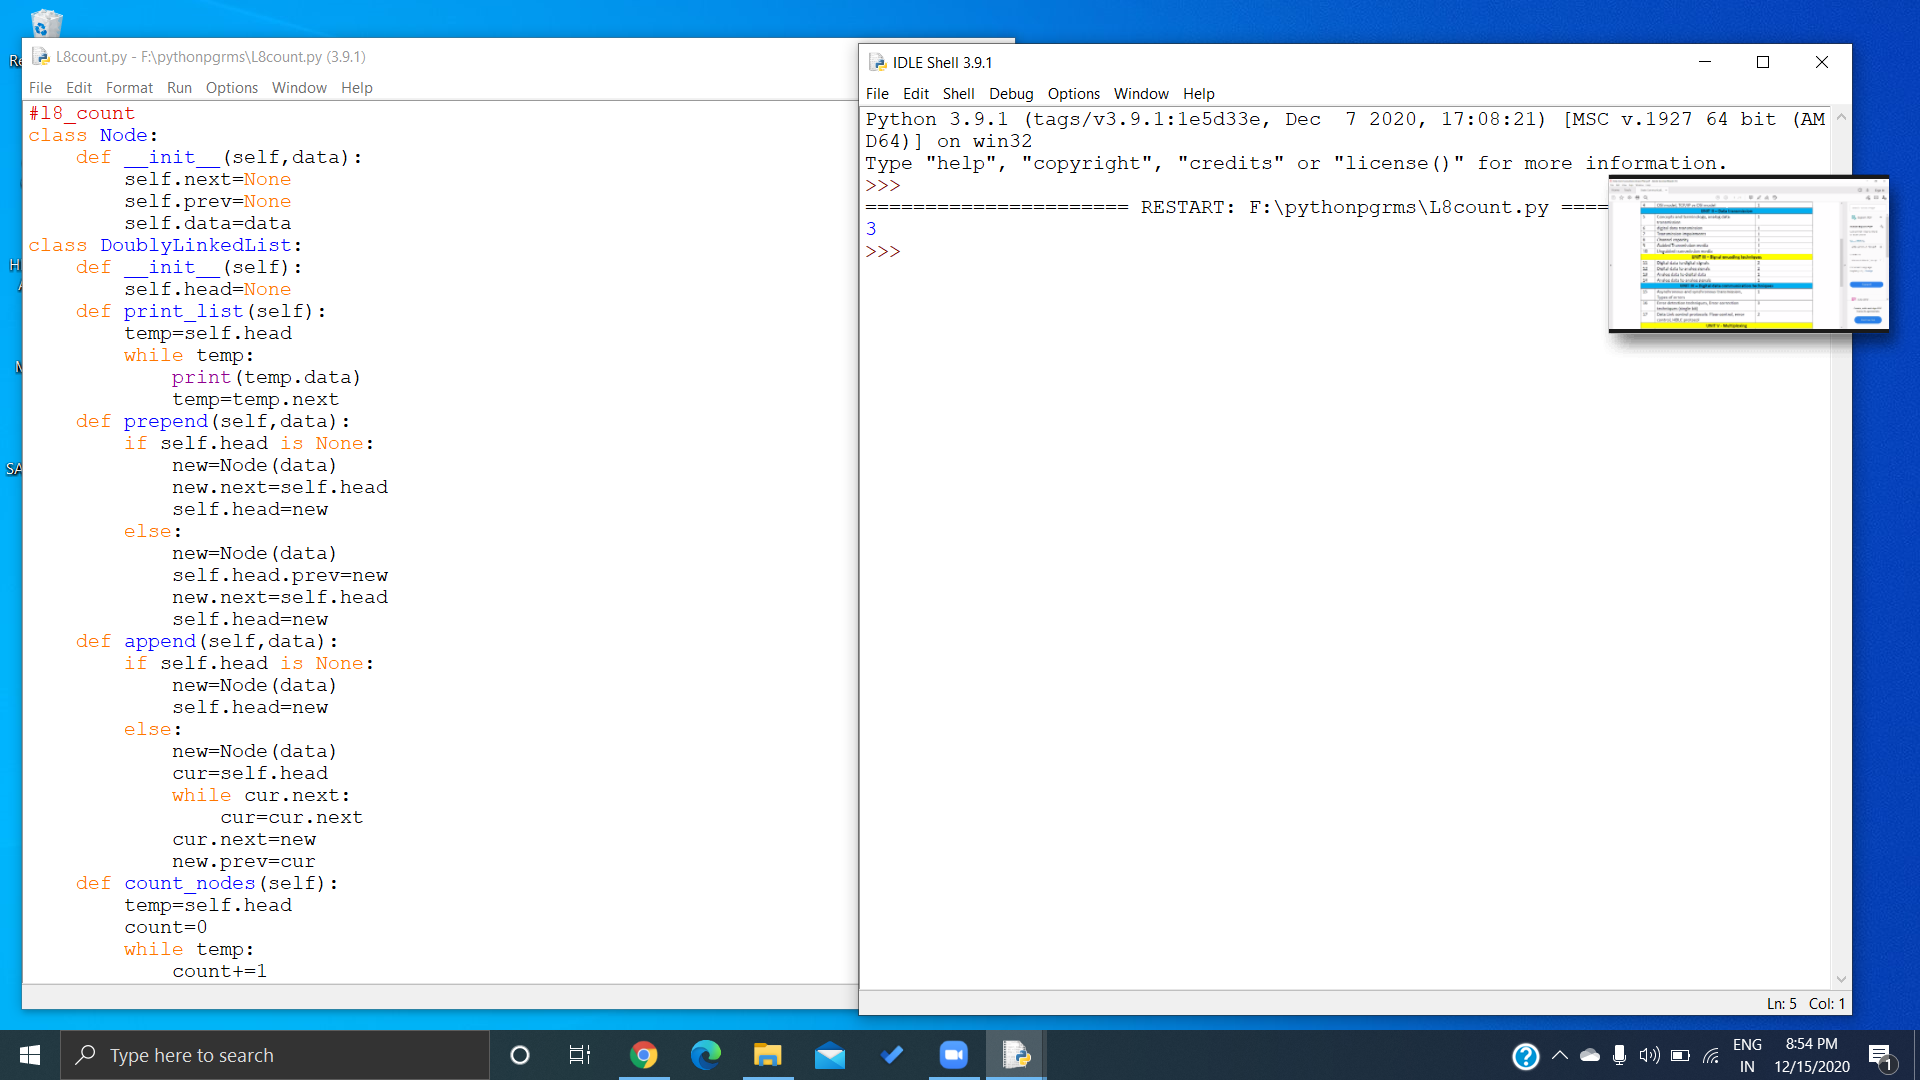 L8count.py - F:\pythonpgrms\L8count.py (3.9.1)
File Edit Format Run Options Window Help
#l8_count
class Node:
    def __init__(self,data):
        self.next=None
        self.prev=None
        self.data=data
class DoublyLinkedList:
    def __init__(self):
        self.head=None
    def print_list(self):
        temp=self.head
        while temp:
            print(temp.data)
            temp=temp.next
    def prepend(self,data):
        if self.head is None:
            new=Node(data)
            new.next=self.head
            self.head=new
        else:
            new=Node(data)
            self.head.prev=new
            new.next=self.head
            self.head=new
    def append(self,data):
        if self.head is None:
            new=Node(data)
            self.head=new
        else:
            new=Node(data)
            cur=self.head
            while cur.next:
                cur=cur.next
            cur.next=new
            new.prev=cur
    def count_nodes(self):
        temp=self.head
        count=0
        while temp:
            count+=1
IDLE Shell 3.9.1
File Edit Shell Debug Options Window Help
Python 3.9.1 (tags/v3.9.1:1e5d33e, Dec  7 2020, 17:08:21) [MSC v.1927 64 bit (AM
D64)] on win32
Type "help", "copyright", "credits" or "license()" for more information.
>>>
====================== RESTART: F:\pythonpgrms\L8count.py ====
3
>>>
Ln: 5 Col: 1
Type here to search
ENG
IN
8:54 PM
12/15/2020
1